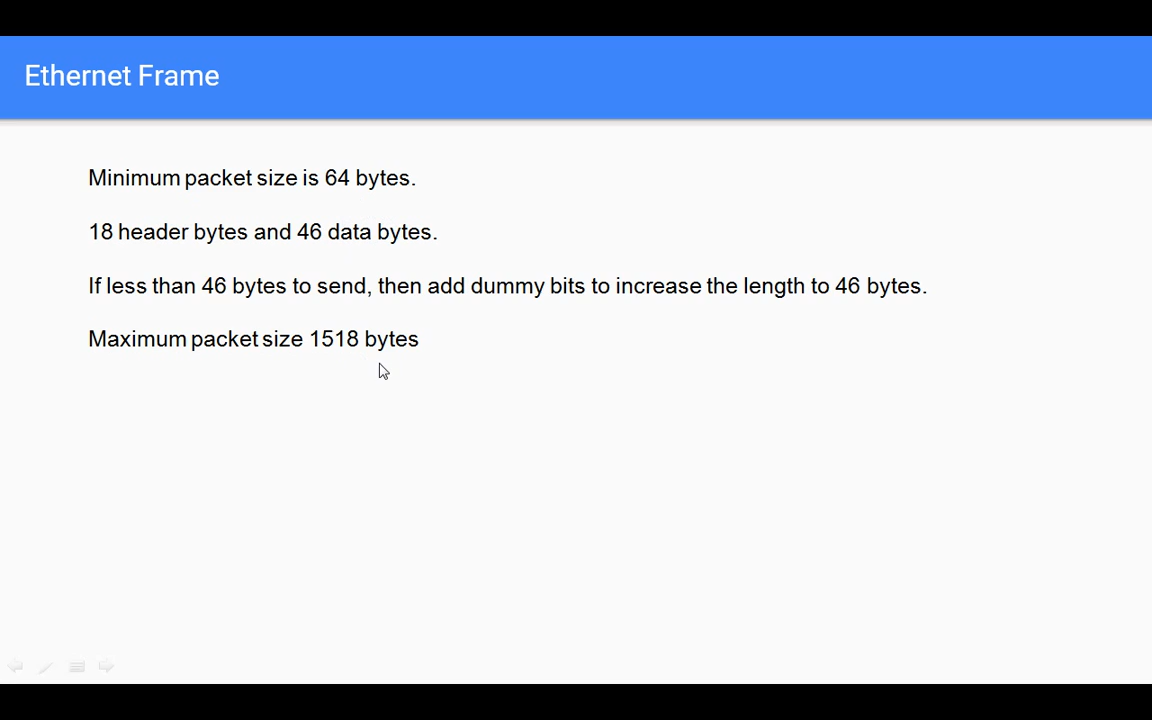 Ethernet Frame
Minimum packet size is 64 bytes.
18 header bytes and 46 data bytes.
If less than 46 bytes to send, then add dummy bits to increase the length to 46 bytes.
Maximum packet size 1518 bytes